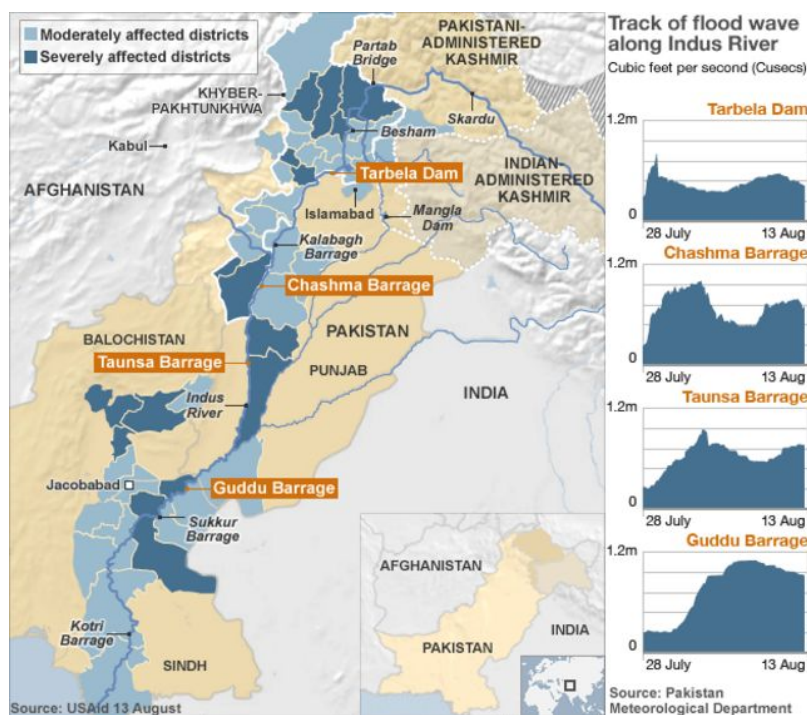 Moderately affected districts
Severely affected districts
PAKISTANI-
ADMINISTERED
KASHMIR
Partab
Bridge
KHYBER-
PAKHTUNKHWA
Skardu
Besham
Kabul
Tarbela Dam
INDIAN-
ADMINISTERED
KASHMIR
AFGHANISTAN
Islamabad
Mangla
Dam
Kalabagh
Barrage
Chashma Barrage
BALOCHISTAN
PAKISTAN
Taunsa Barrage
PUNJAB
Indus
River
INDIA
Jacobabad
Guddu Barrage
Sukkur
Barrage
Kotri
Barrage
SINDH
AFGHANISTAN
PAKISTAN
INDIA
Source: USAid 13 August
Track of flood wave
along Indus River
Cubic feet per second (Cusecs)
Tarbela Dam
1.2m
0
28 July 13 Aug
Chashma Barrage
1.2m
0
28 July 13 Aug
Taunsa Barrage
1.2m
0
28 July 13 Aug
Guddu Barrage
1.2m
0
28 July 13 Aug
Source: Pakistan
Meteorological Department